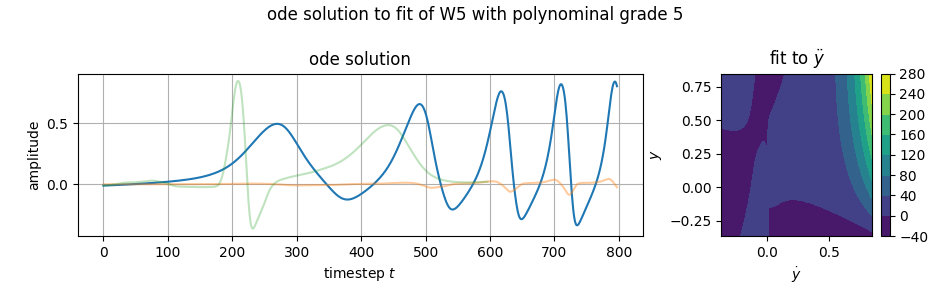 ode solution to fit of W5 with polynominal grade 5
ode solution
amplitude
0.5
0.0
0 100 200 300 400 500 600 700 800
timestep t
fit to ÿ
y
0.75
0.50
0.25
0.00
−0.25
0.0 0.5
ẏ
280
240
200
160
120
80
40
0
−40